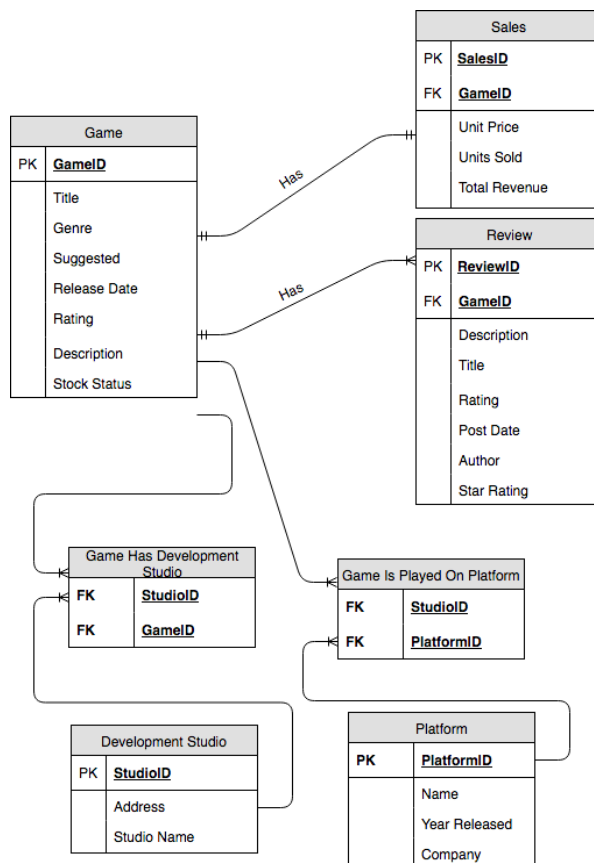 Sales
PK SalesID
FK GameID
Unit Price
Units Sold
Total Revenue
Game
PK GameID
Title
Genre
Suggested
Release Date
Rating
Description
Stock Status
Has
Has
Review
PK ReviewID
FK GameID
Description
Title
Rating
Post Date
Author
Star Rating
Game Has Development
Studio
FK StudioID
FK GameID
Game Is Played On Platform
FK StudioID
FK PlatformID
Development Studio
PK StudioID
Address
Studio Name
Platform
PK PlatformID
Name
Year Released
Company